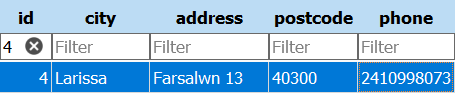 id city address postcode phone
4 Filter Filter Filter Filter
4 Larissa Farsalwn 13 40300 2410998073